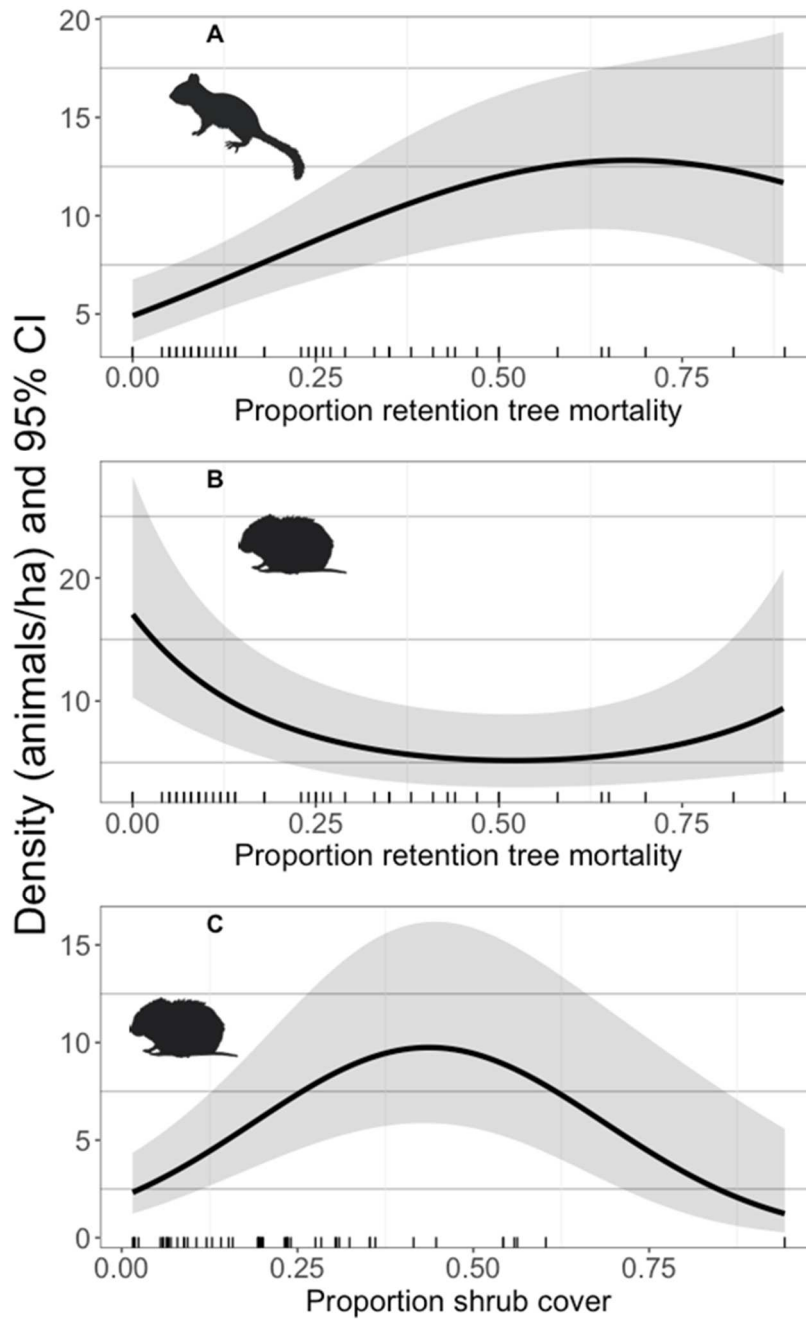 Density (animals/ha) and 95% CI
A
20
15
10
5
0.00 0.25 0.50 0.75
Proportion retention tree mortality
B
20
10
0.00 0.25 0.50 0.75
Proportion retention tree mortality
C
15
10
5
0
0.00 0.25 0.50 0.75
Proportion shrub cover